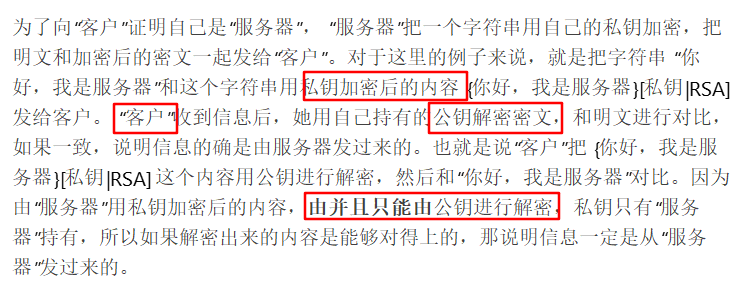 为了向“客户”证明自己是“服务器”， “服务器”把一个字符串用自己的私钥加密，把
明文和加密后的密文一起发给“客户”。对于这里的例子来说，就是把字符串 “你
好，我是服务器”和这个字符串用私钥加密后的内容 {你好，我是服务器}[私钥|RSA]
发给客户。 “客户”收到信息后，她用自己持有的公钥解密密文，和明文进行对比，
如果一致，说明信息的确是由服务器发过来的。也就是说“客户”把 {你好，我是服
务器}[私钥|RSA] 这个内容用公钥进行解密，然后和“你好，我是服务器”对比。因为
由“服务器”用私钥加密后的内容，由并且只能由公钥进行解密，私钥只有“服务
器”持有，所以如果解密出来的内容是能够对得上的，那说明信息一定是从“服务
器”发过来的。